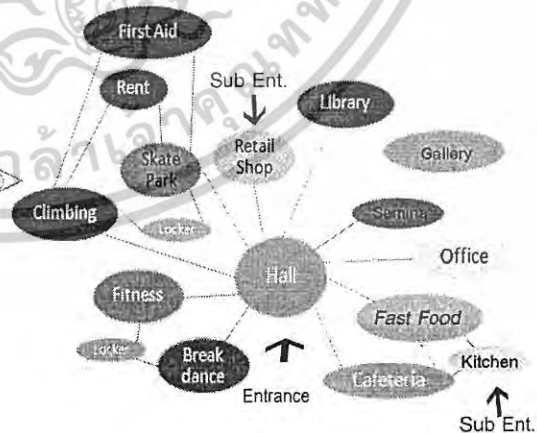 First Aid
Rent
Sub Ent.
Library
Skate
Park
Retail
Shop
Gallery
Climbing
Locker
Semina
Hall
Office
Fitness
Fast Food
Locker
Break
dance
Entrance
Cafeteria
Kitchen
Sub Ent.